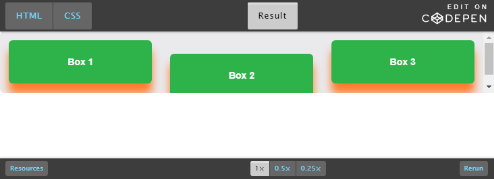 HTML
CSS
Result
EDIT ON
CODEPEN
Box 1
Box 2
Box 3
Resources
1x
0.5x
0.25x
Rerun